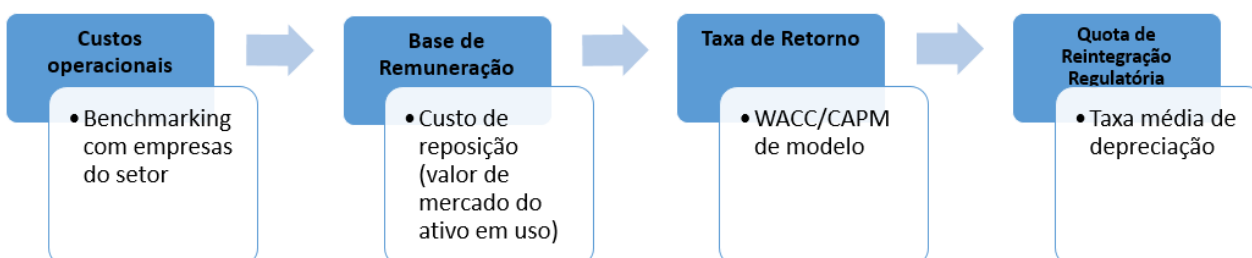 Custos
operacionais
• Benchmarking
com empresas
do setor
Base de
Remuneração
• Custo de
reposição
(valor de
mercado do
ativo em uso)
Taxa de Retorno
• WACC/CAPM
de modelo
Quota de
Reintegração
Regulatória
• Taxa média de
depreciação